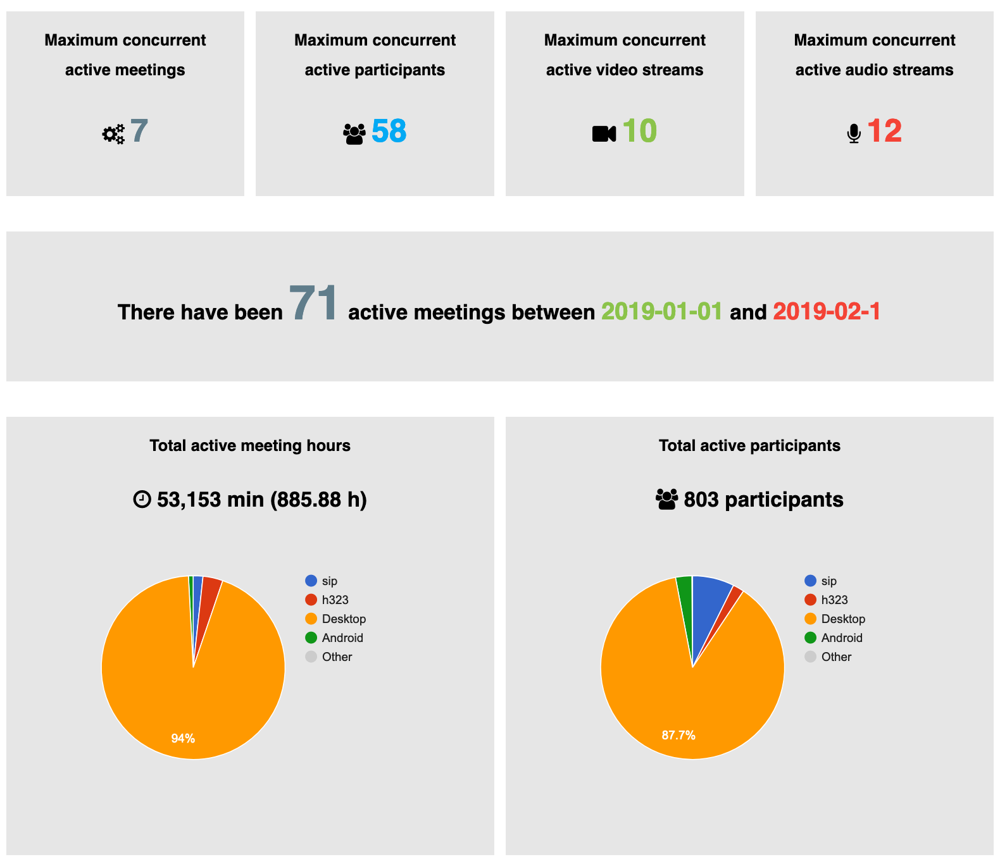 Maximum concurrent
active meetings
7
Maximum concurrent
active participants
58
Maximum concurrent
active video streams
10
Maximum concurrent
active audio streams
12
There have been 71 active meetings between 2019-01-01 and 2019-02-1
Total active meeting hours
53,153 min (885.88 h)
sip
h323
Desktop
Android
Other
94%
Total active participants
803 participants
sip
h323
Desktop
Android
Other
87.7%